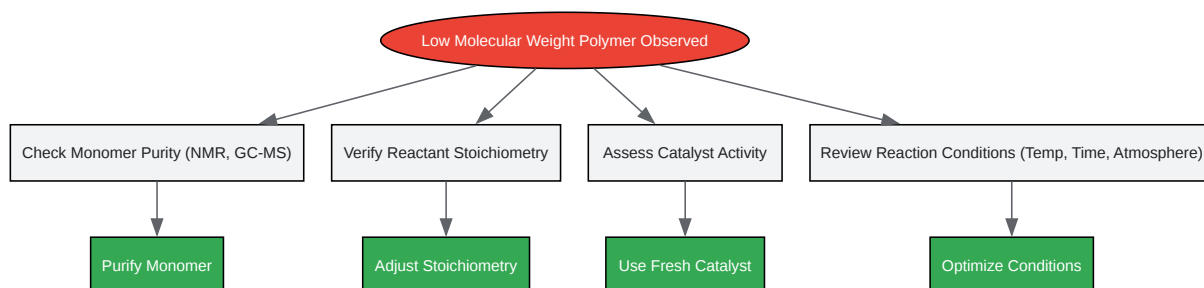 Low Molecular Weight Polymer Observed
Check Monomer Purity (NMR, GC-MS)
Verify Reactant Stoichiometry
Assess Catalyst Activity
Review Reaction Conditions (Temp, Time, Atmosphere)
Purify Monomer
Adjust Stoichiometry
Use Fresh Catalyst
Optimize Conditions